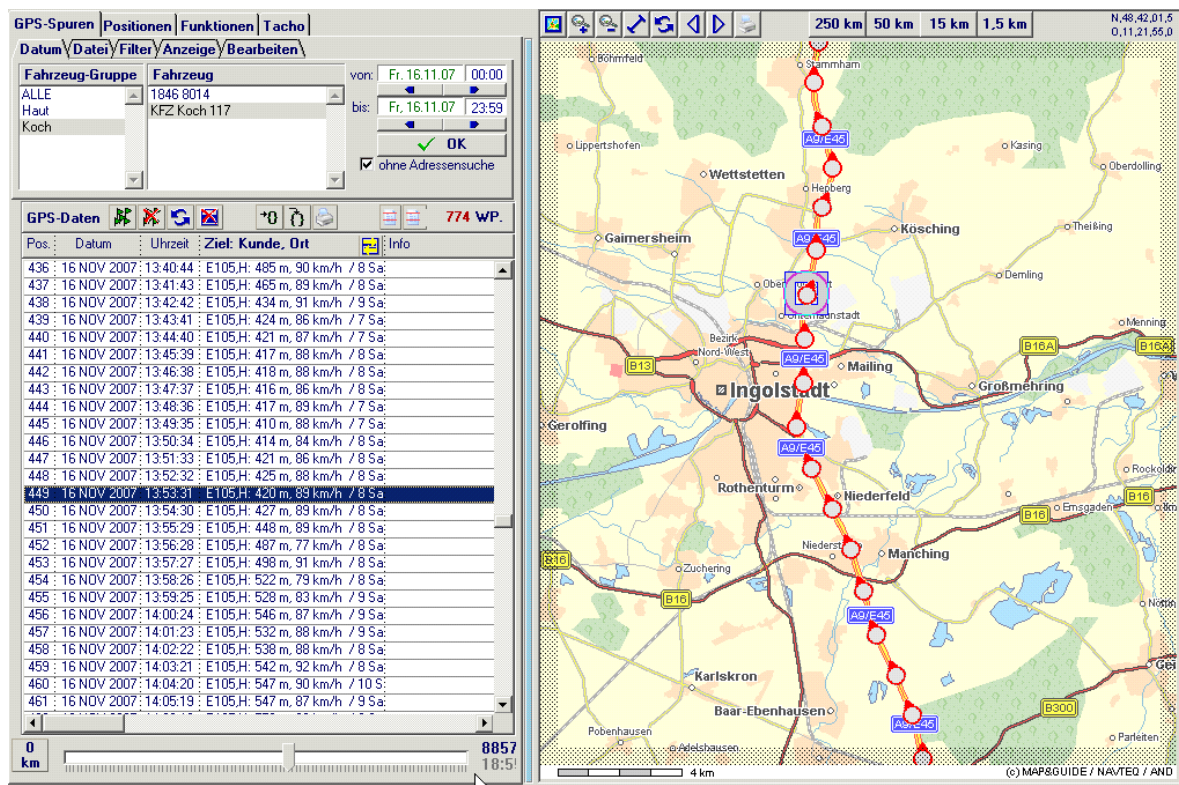 GPS-Spuren Positionen Funktionen Tacho
Datum Datei Filter Anzeige Bearbeiten
Fahrzeug-Gruppe Fahrzeug
ALLE
Haut
Koch
1846 8014
KFZ Koch 117
von: Fr. 16.11.07 00:00
bis: Fr. 16.11.07 23:59
OK
ohne Adressensuche
GPS-Daten 774 WP.
Pos. Datum Uhrzeit Ziel: Kunde, Ort Info
436 16 NOV 2007 13:40:44 E105,H: 485 m, 90 km/h / 8 Sa
437 16 NOV 2007 13:41:43 E105,H: 465 m, 89 km/h / 8 Sa
438 16 NOV 2007 13:42:42 E105,H: 434 m, 91 km/h / 9 Sa
439 16 NOV 2007 13:43:41 E105,H: 424 m, 86 km/h / 7 Sa
440 16 NOV 2007 13:44:40 E105,H: 421 m, 87 km/h / 7 Sa
441 16 NOV 2007 13:45:39 E105,H: 417 m, 88 km/h / 8 Sa
442 16 NOV 2007 13:46:38 E105,H: 418 m, 88 km/h / 8 Sa
443 16 NOV 2007 13:47:37 E105,H: 416 m, 86 km/h / 8 Sa
444 16 NOV 2007 13:48:36 E105,H: 417 m, 89 km/h / 7 Sa
445 16 NOV 2007 13:49:35 E105,H: 410 m, 88 km/h / 7 Sa
446 16 NOV 2007 13:50:34 E105,H: 414 m, 84 km/h / 8 Sa
447 16 NOV 2007 13:51:33 E105,H: 421 m, 86 km/h / 8 Sa
448 16 NOV 2007 13:52:32 E105,H: 425 m, 88 km/h / 8 Sa
449 16 NOV 2007 13:53:31 E105,H: 420 m, 89 km/h / 8 Sa
450 16 NOV 2007 13:54:30 E105,H: 427 m, 89 km/h / 8 Sa
451 16 NOV 2007 13:55:29 E105,H: 448 m, 89 km/h / 8 Sa
452 16 NOV 2007 13:56:28 E105,H: 487 m, 77 km/h / 8 Sa
453 16 NOV 2007 13:57:27 E105,H: 498 m, 91 km/h / 8 Sa
454 16 NOV 2007 13:58:26 E105,H: 522 m, 79 km/h / 8 Sa
455 16 NOV 2007 13:59:25 E105,H: 528 m, 83 km/h / 9 Sa
456 16 NOV 2007 14:00:24 E105,H: 546 m, 87 km/h / 9 Sa
457 16 NOV 2007 14:01:23 E105,H: 532 m, 88 km/h / 9 Sa
458 16 NOV 2007 14:02:22 E105,H: 538 m, 88 km/h / 8 Sa
459 16 NOV 2007 14:03:21 E105,H: 542 m, 92 km/h / 8 Sa
460 16 NOV 2007 14:04:20 E105,H: 547 m, 90 km/h / 10 S
461 16 NOV 2007 14:05:19 E105,H: 547 m, 87 km/h / 9 Sa
0 km
8857
18:5
250 km 50 km 15 km 1,5 km
N,48,42,01,5
O,11,21,55,0
Böhmfeld
Stammham
A9/E45
Lippertshofen
Kasing
Oberdolling
Wettstetten
Hepberg
Theißing
Kösching
Gaimersheim
A9/E45
Demling
Menning
Bezirk
Nord-West
B16A
B16A
A9/E45
B13
Mailing
Großmehring
Ingolstadt
Gerolfing
A9/E45
Rothenturm
Niederfeld
B16
Ernsgaden
B16
Manching
B16
Zuchering
B16
A9/E45
Karlskron
Baar-Ebenhausen
B300
A9/E45
Pobenhausen
Adelshausen
Parleiten
4 km
(c) MAP&GUIDE / NAVTEQ / AND